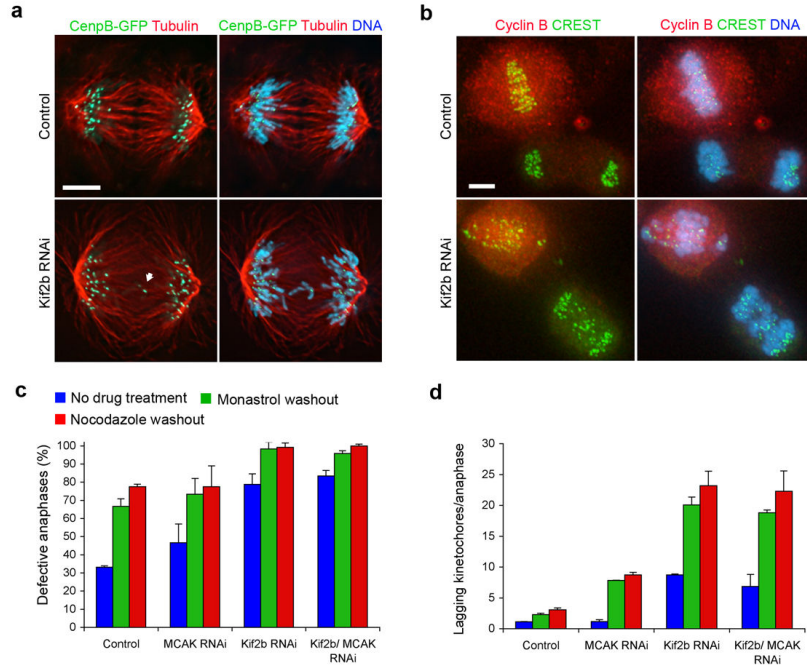 a
CenpB-GFP Tubulin
CenpB-GFP Tubulin DNA
Control
Kif2b RNAi
b
Cyclin B CREST
Cyclin B CREST DNA
Control
Kif2b RNAi
c
No drug treatment
Monastrol washout
Nocodazole washout
Defective anaphases (%)
100
90
80
70
60
50
40
30
20
10
0
Control
MCAK RNAi
Kif2b RNAi
Kif2b/ MCAK
RNAi
d
Lagging kinetochores/anaphase
30
25
20
15
10
5
0
Control
MCAK RNAi
Kif2b RNAi
Kif2b/ MCAK
RNAi